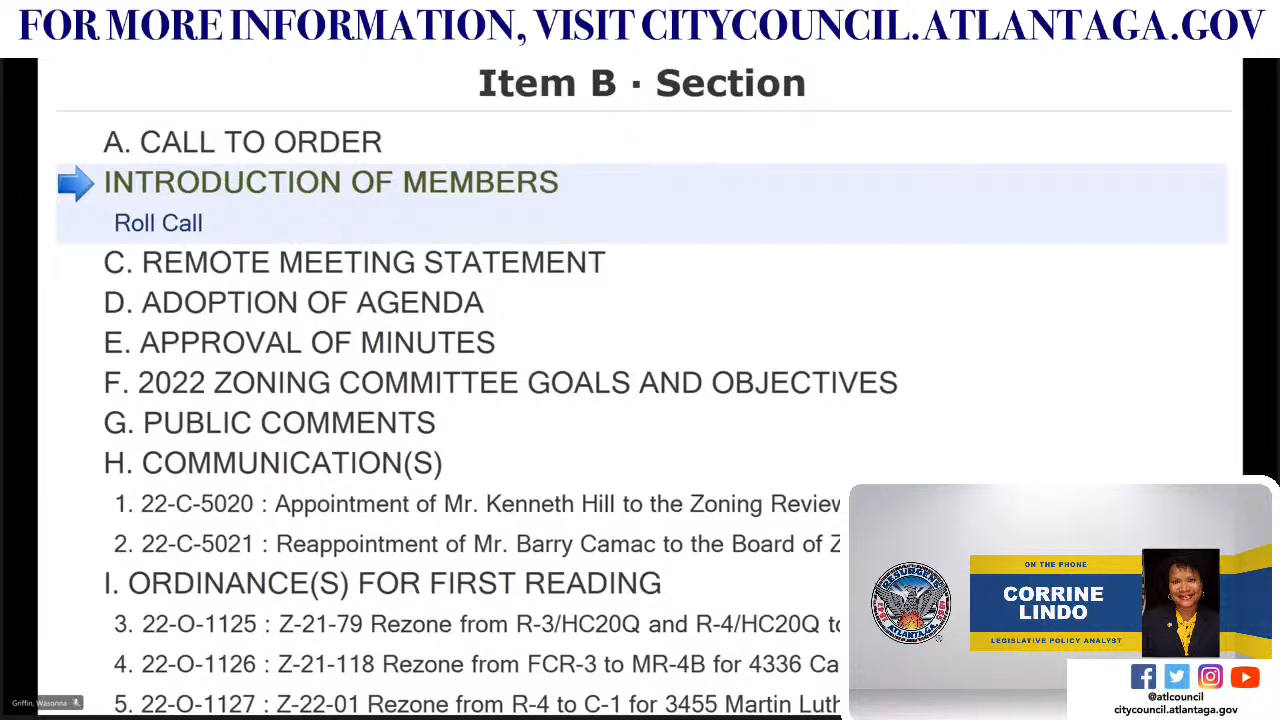 FOR MORE INFORMATION, VISIT CITYCOUNCIL.ATLANTAGA.GOV
Item B · Section
A. CALL TO ORDER
INTRODUCTION OF MEMBERS
Roll Call
C. REMOTE MEETING STATEMENT
D. ADOPTION OF AGENDA
E. APPROVAL OF MINUTES
F. 2022 ZONING COMMITTEE GOALS AND OBJECTIVES
G. PUBLIC COMMENTS
H. COMMUNICATION(S)
1. 22-C-5020 : Appointment of Mr. Kenneth Hill to the Zoning Review
2. 22-C-5021 : Reappointment of Mr. Barry Camac to the Board of Z
I. ORDINANCE(S) FOR FIRST READING
3. 22-O-1125 : Z-21-79 Rezone from R-3/HC20Q and R-4/HC20Q to
4. 22-O-1126 : Z-21-118 Rezone from FCR-3 to MR-4B for 4336 Ca
5. 22-O-1127 : Z-22-01 Rezone from R-4 to C-1 for 3455 Martin Luth
ON THE PHONE
CORRINE
LINDO
LEGISLATIVE POLICY ANALYST
RESURGENS
ATLANTA, GA.
@atlcouncil
citycouncil.atlantaga.gov
Griffin, Wasonna